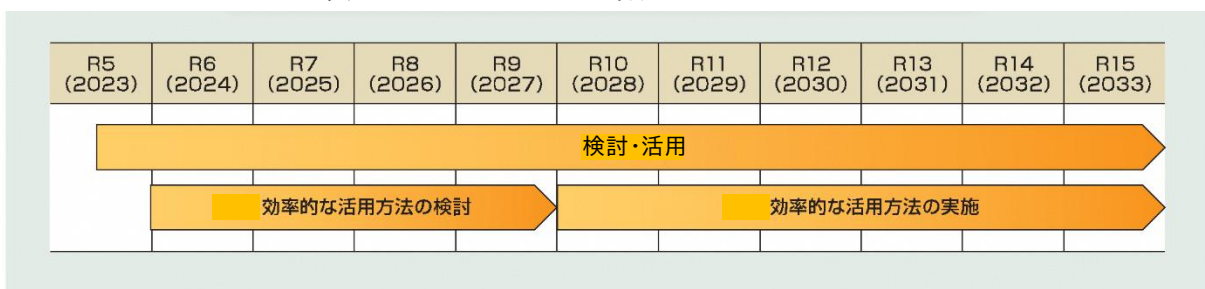 R5 R6 R7 R8 R9 R10 R11 R12 R13 R14 R15
(2023) (2024) (2025) (2026) (2027) (2028) (2029) (2030) (2031) (2032) (2033)
検討・活用
効率的な活用方法の検討 効率的な活用方法の実施